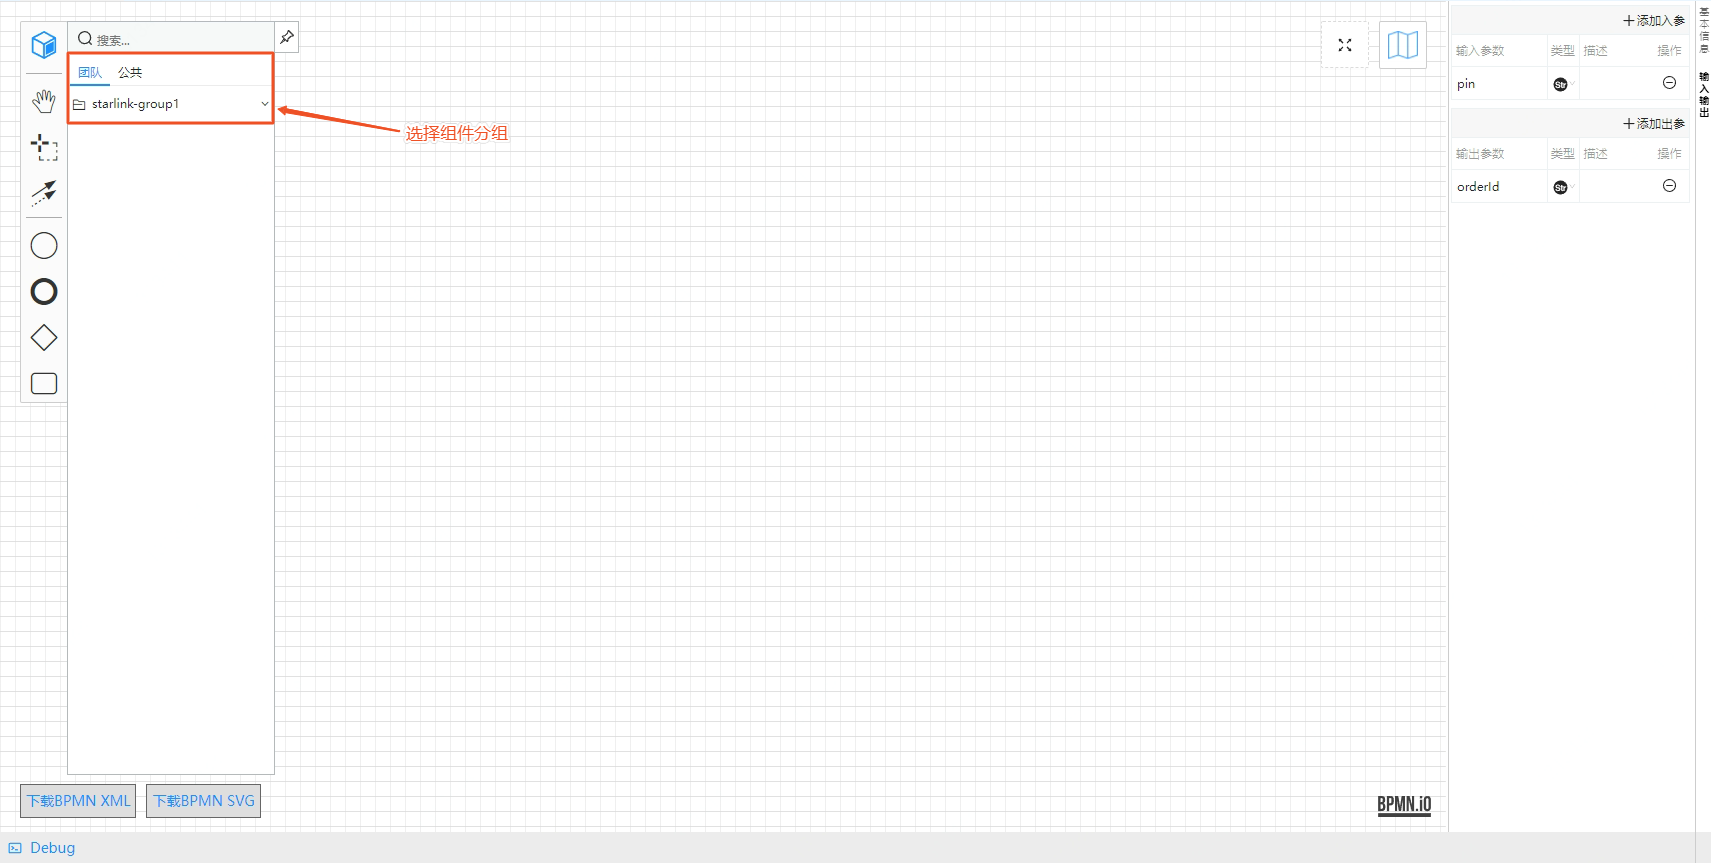 搜索...
团队 公共
starlink-group1
选择组件分组
下载BPMN XML 下载BPMN SVG
BPMN.iO
Debug
+添加入参
输入参数 类型 描述 操作
pin Str
+添加出参
输出参数 类型 描述 操作
orderId Str
基本信息
输入输出